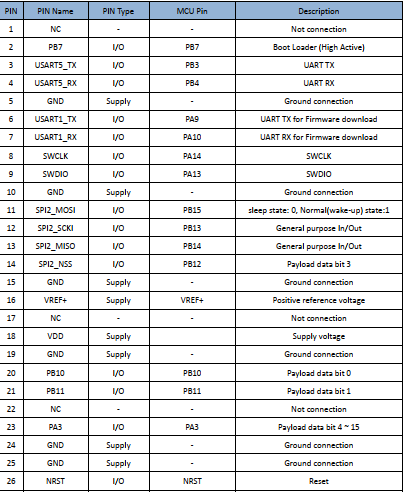 PIN PIN Name PIN Type MCU Pin Description
1 NC - - Not connection
2 PB7 I/O PB7 Boot Loader (High Active)
3 USART5_TX I/O PB3 UART TX
4 USART5_RX I/O PB4 UART RX
5 GND Supply - Ground connection
6 USART1_TX I/O PA9 UART TX for Firmware download
7 USART1_RX I/O PA10 UART RX for Firmware download
8 SWCLK I/O PA14 SWCLK
9 SWDIO I/O PA13 SWDIO
10 GND Supply - Ground connection
11 SPI2_MOSI I/O PB15 sleep state: 0, Normal(wake-up) state:1
12 SPI2_SCKI I/O PB13 General purpose In/Out
13 SPI2_MISO I/O PB14 General purpose In/Out
14 SPI2_NSS I/O PB12 Payload data bit 3
15 GND Supply - Ground connection
16 VREF+ Supply VREF+ Positive reference voltage
17 NC - - Not connection
18 VDD Supply Supply voltage
19 GND Supply - Ground connection
20 PB10 I/O PB10 Payload data bit 0
21 PB11 I/O PB11 Payload data bit 1
22 NC - - Not connection
23 PA3 I/O PA3 Payload data bit 4 ~ 15
24 GND Supply - Ground connection
25 GND Supply - Ground connection
26 NRST I/O NRST Reset